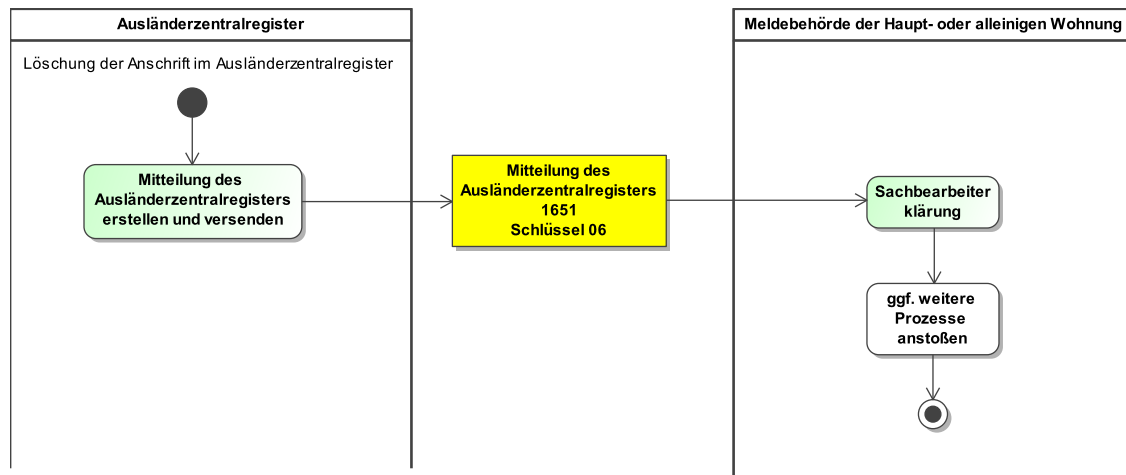 Ausländerzentralregister
Meldebehörde der Haupt- oder alleinigen Wohnung
Löschung der Anschrift im Ausländerzentralregister
Mitteilung des
Ausländerzentralregisters
erstellen und versenden
Mitteilung des
Ausländerzentralregisters
1651
Schlüssel 06
Sachbearbeiter
klärung
ggf. weitere
Prozesse
anstoßen